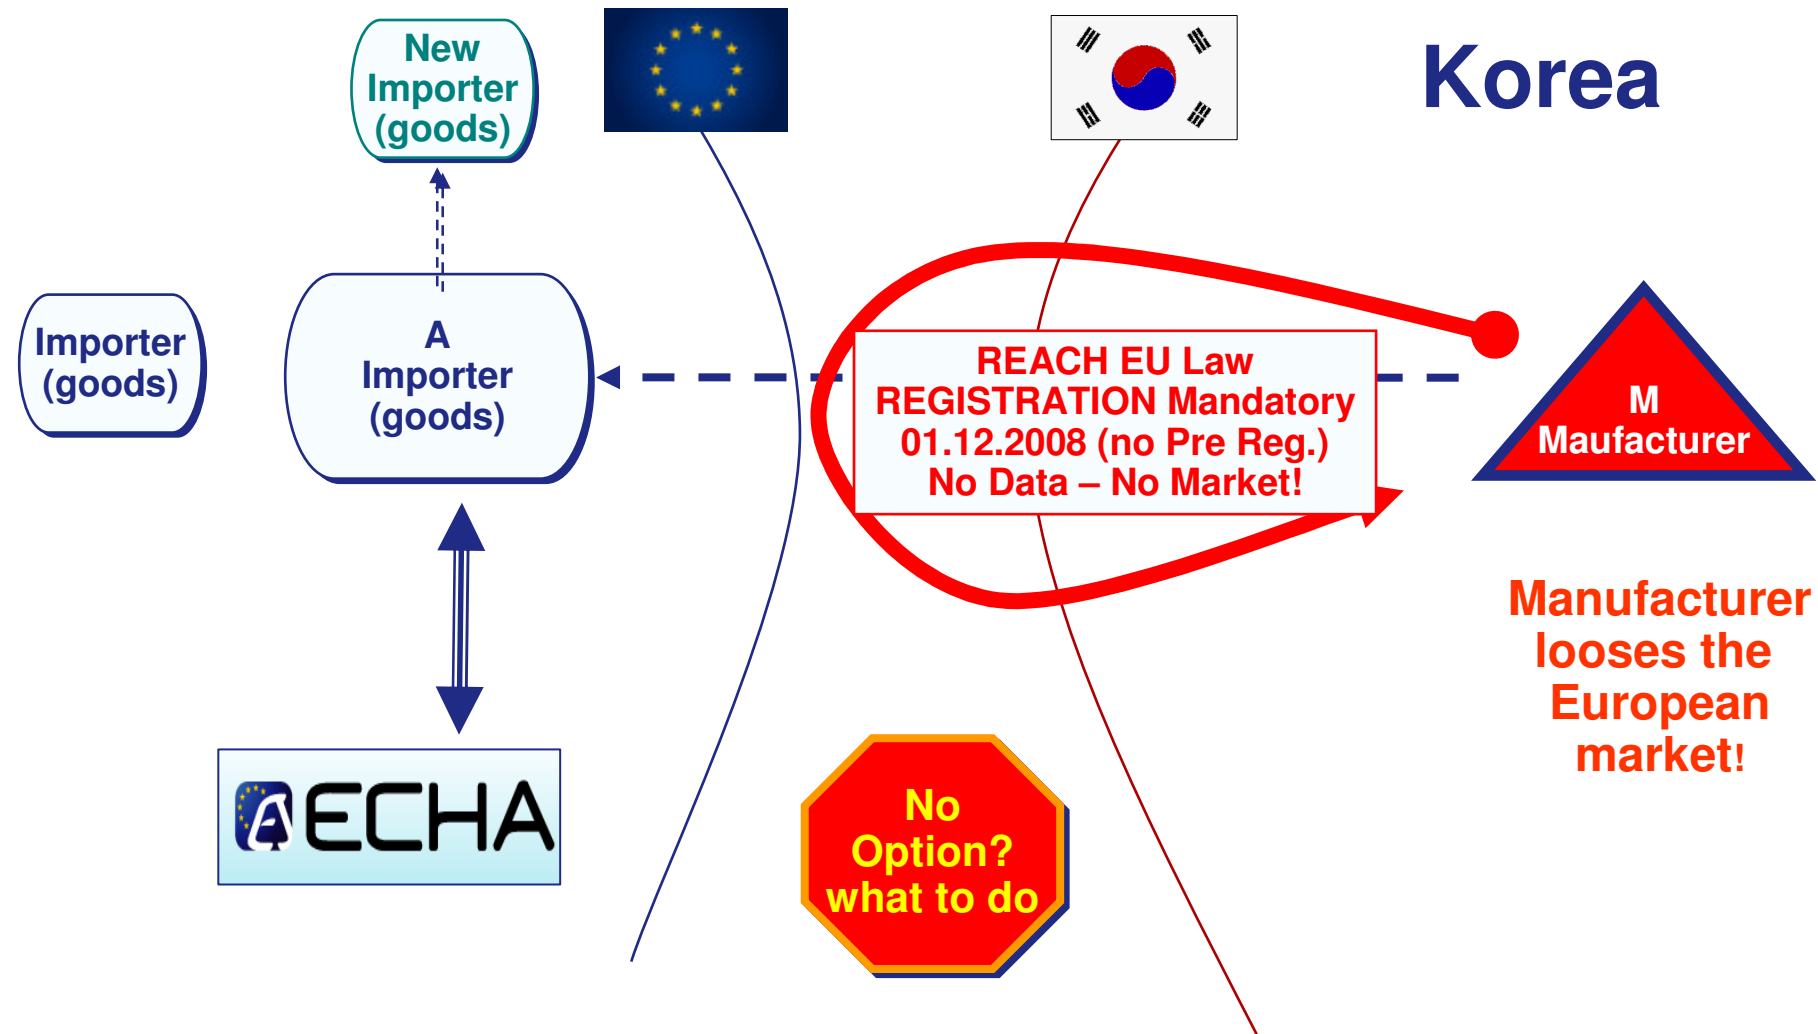 New
Importer
(goods)
Korea
Importer
(goods)
A
Importer
(goods)
REACH EU Law
REGISTRATION Mandatory
01.12.2008 (no Pre Reg.)
No Data – No Market!
M
Maufacturer
Manufacturer
looses the
European
market!
ECHA
No
Option?
what to do